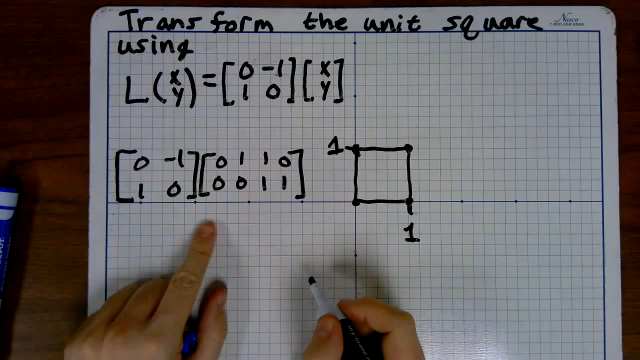 Transform the unit square
using
L(x y) = [0 -1 1 0] [x y]
[0 -1 1 0] [0 1 1 0 0 0 1 1]
1
1
Nasco